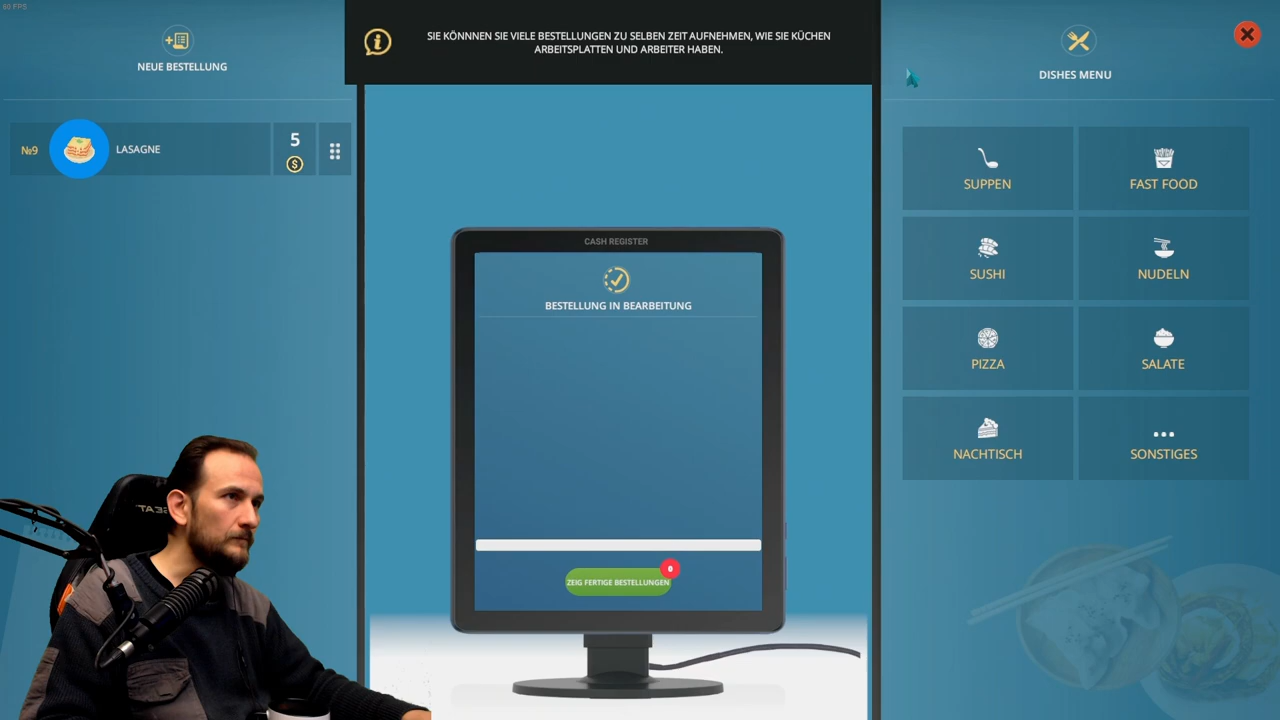 60 FPS
NEUE BESTELLUNG
№9
LASAGNE
5
SIE KÖNNNEN SIE VIELE BESTELLUNGEN ZU SELBEN ZEIT AUFNEHMEN, WIE SIE KÜCHEN
ARBEITSPLATTEN UND ARBEITER HABEN.
CASH REGISTER
BESTELLUNG IN BEARBEITUNG
0
ZEIG FERTIGE BESTELLUNGEN
DISHES MENU
SUPPEN
FAST FOOD
SUSHI
NUDELN
PIZZA
SALATE
NACHTISCH
SONSTIGES